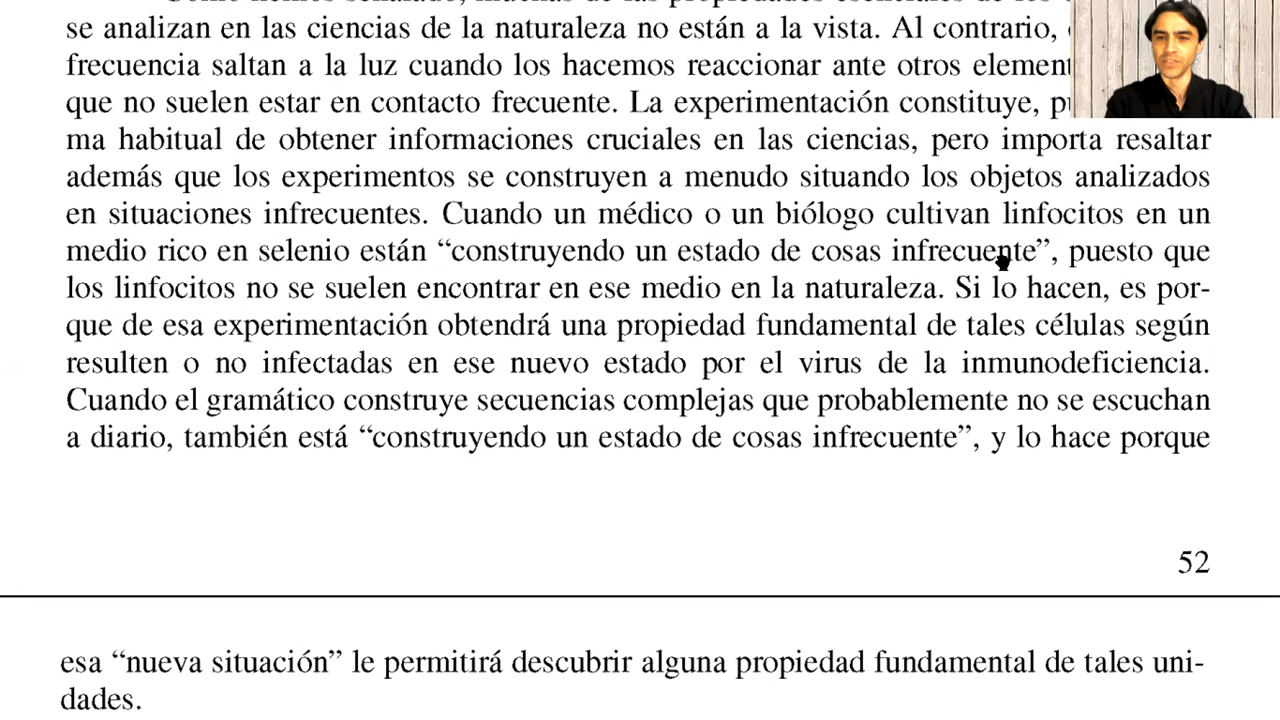 se analizan en las ciencias de la naturaleza no están a la vista. Al contrario,
frecuencia saltan a la luz cuando los hacemos reaccionar ante otros
que no suelen estar en contacto frecuente. La experimentación constituye,
ma habitual de obtener informaciones cruciales en las ciencias, pero importa resaltar
además que los experimentos se construyen a menudo situando los objetos analizados
en situaciones infrecuentes. Cuando un médico o un biólogo cultivan linfocitos en un
medio rico en selenio están “construyendo un estado de cosas infrecuente”, puesto que
los linfocitos no se suelen encontrar en ese medio en la naturaleza. Si lo hacen, es por-
que de esa experimentación obtendrá una propiedad fundamental de tales células según
resulten o no infectadas en ese nuevo estado por el virus de la inmunodeficiencia.
Cuando el gramático construye secuencias complejas que probablemente no se escuchan
a diario, también está “construyendo un estado de cosas infrecuente”, y lo hace porque
52
esa “nueva situación” le permitirá descubrir alguna propiedad fundamental de tales uni-
dades.